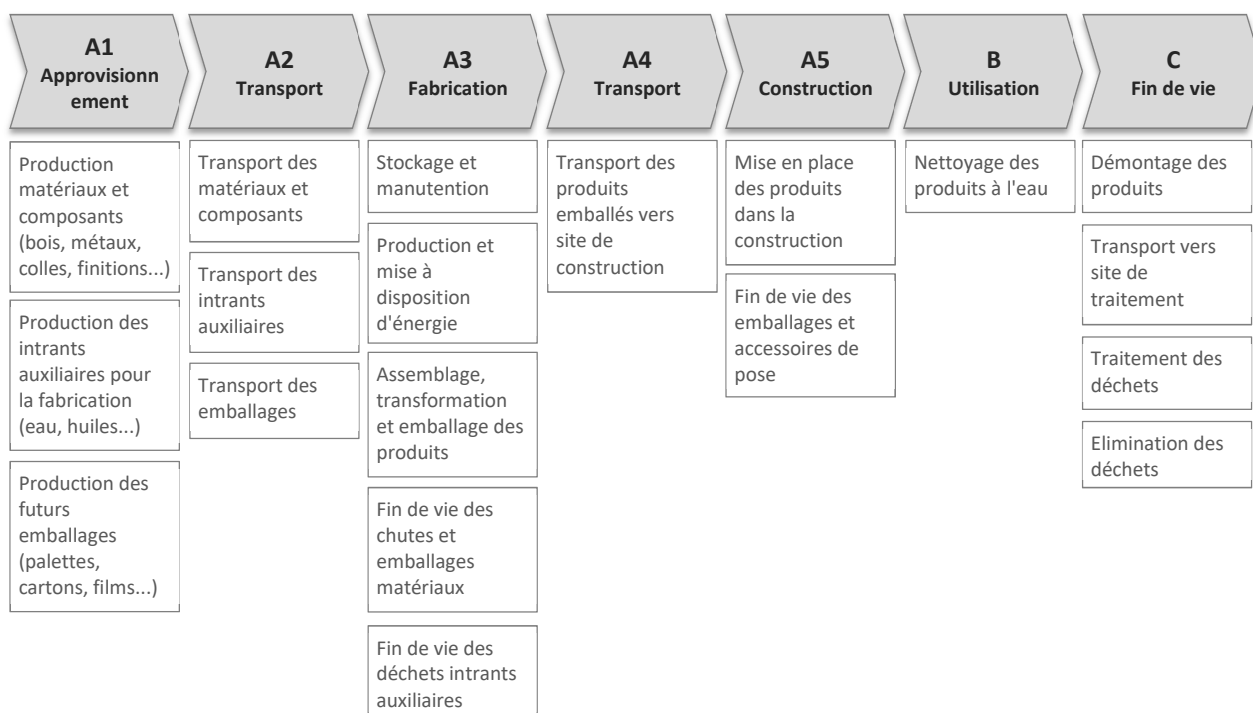 A1
Approvisionn
ement
A2
Transport
A3
Fabrication
A4
Transport
A5
Construction
B
Utilisation
C
Fin de vie
Production
matériaux et
composants
(bois, métaux,
colles, finitions...)
Production des
intrants
auxiliaires pour
la fabrication
(eau, huiles...)
Production des
futurs
emballages
(palettes,
cartons, films...)
Transport des
matériaux et
composants
Transport des
intrants
auxiliaires
Transport des
emballages
Stockage et
manutention
Production et
mise à
disposition
d'énergie
Assemblage,
transformation
et emballage des
produits
Fin de vie des
chutes et
emballages
matériaux
Fin de vie des
déchets intrants
auxiliaires
Transport des
produits
emballés vers
site de
construction
Mise en place
des produits
dans la
construction
Fin de vie des
emballages et
accessoires de
pose
Nettoyage des
produits à l'eau
Démontage des
produits
Transport vers
site de
traitement
Traitement des
déchets
Elimination des
déchets